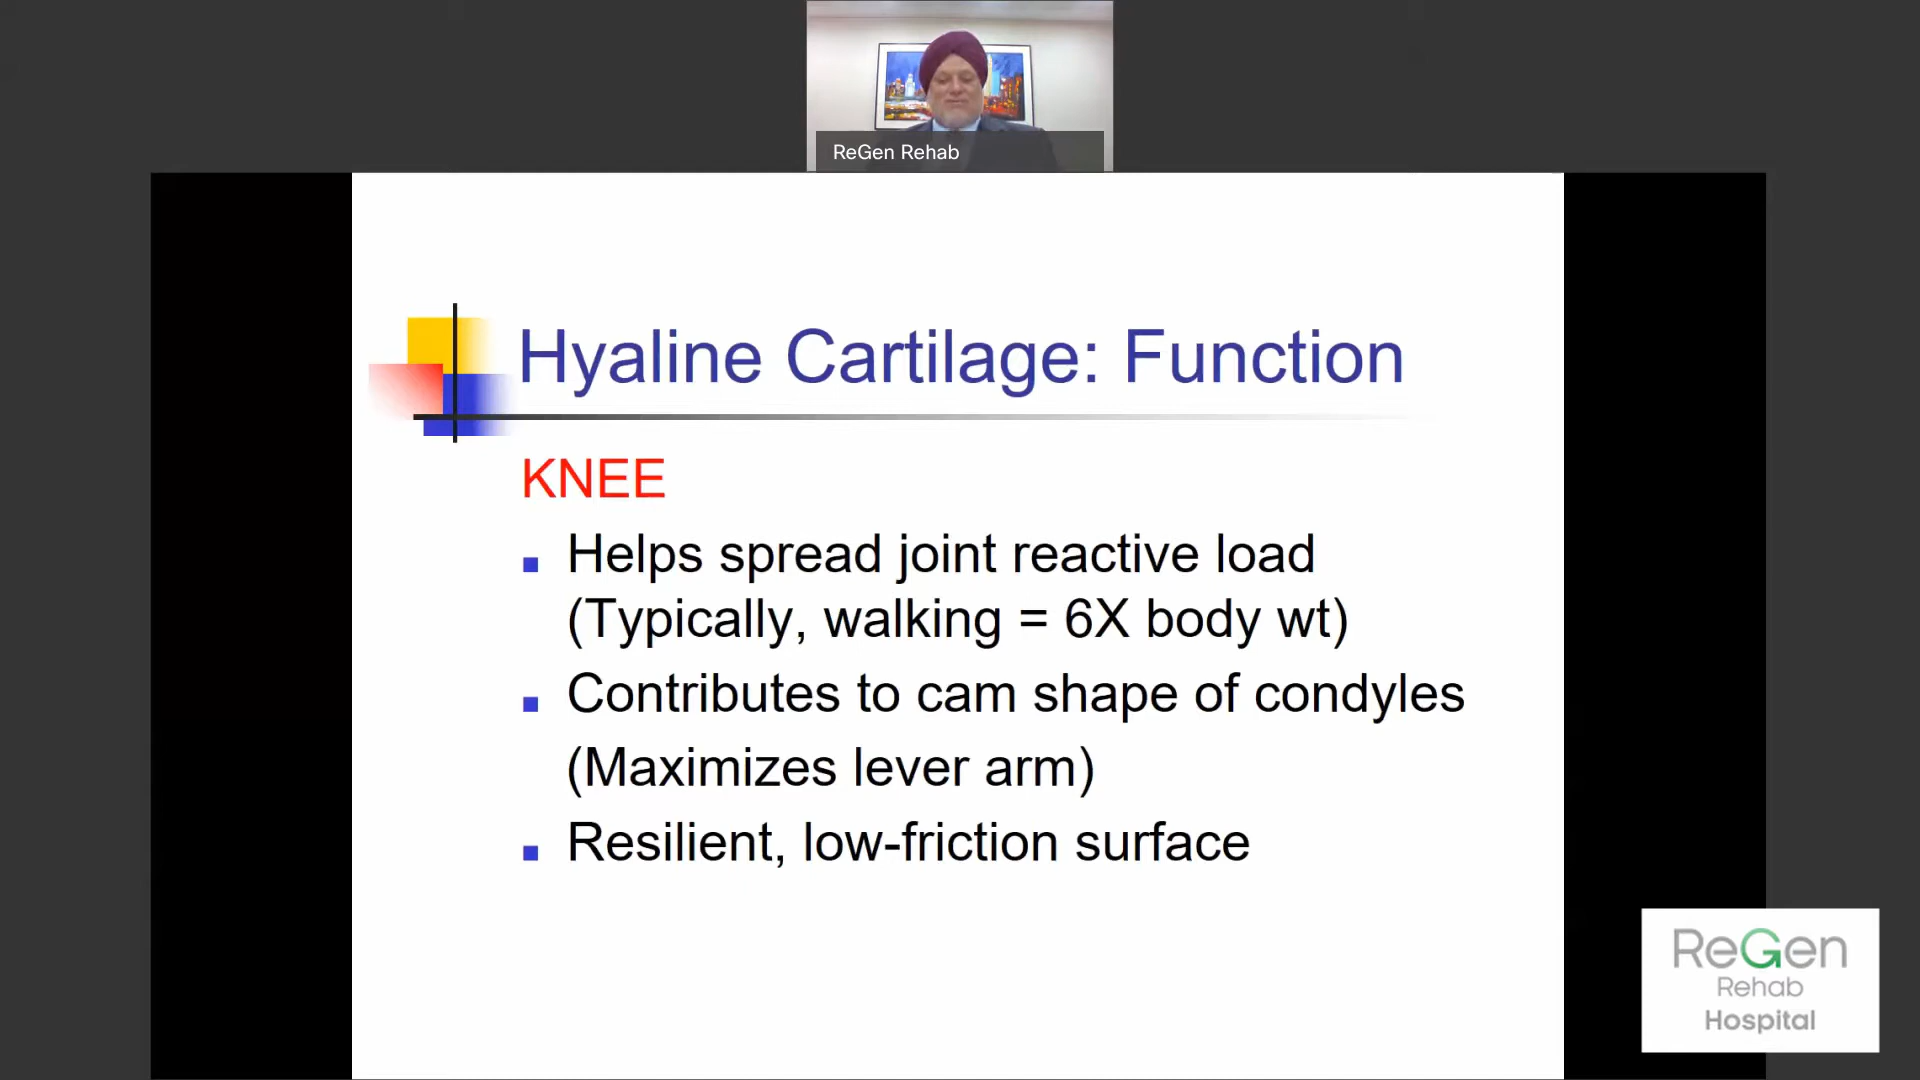 ReGen Rehab
Hyaline Cartilage: Function
KNEE
Helps spread joint reactive load
(Typically, walking = 6X body wt)
Contributes to cam shape of condyles
(Maximizes lever arm)
Resilient, low-friction surface
ReGen
Rehab
Hospital